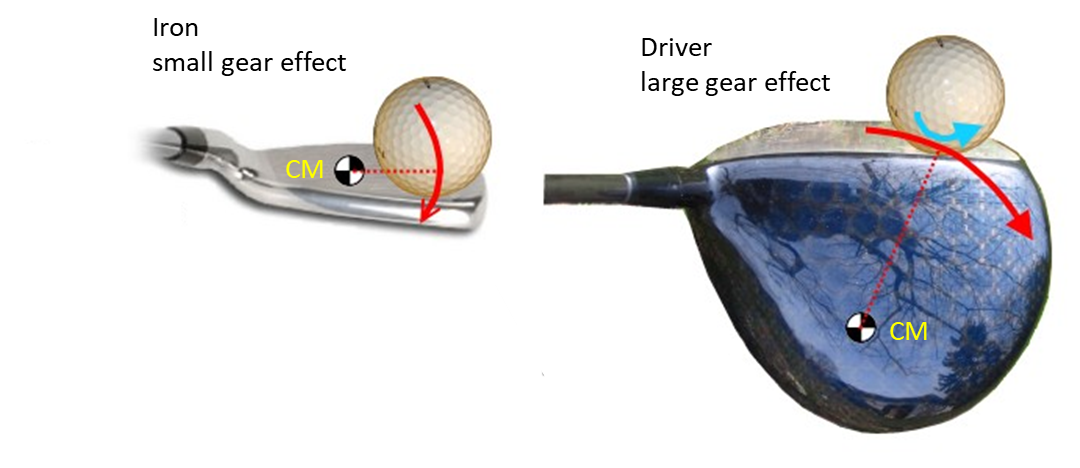 Iron
small gear effect
Driver
large gear effect
CM
CM